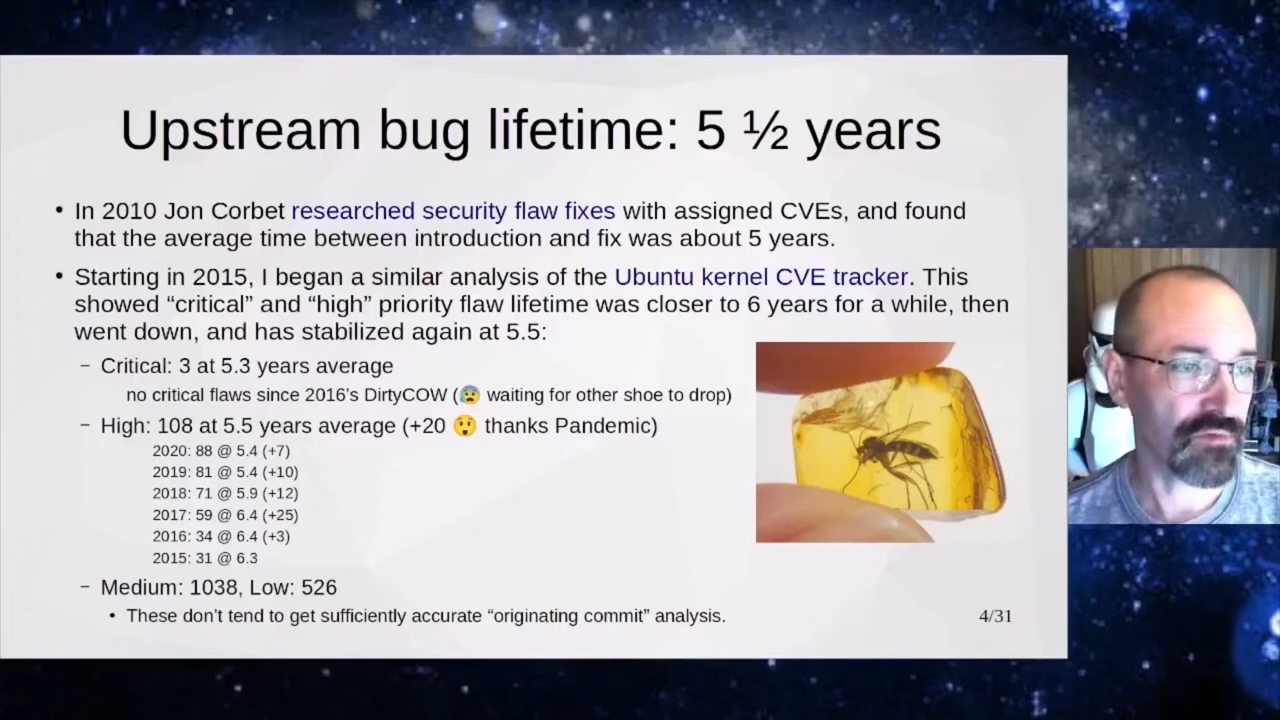 Upstream bug lifetime: 5 ½ years
• In 2010 Jon Corbet researched security flaw fixes with assigned CVEs, and found
that the average time between introduction and fix was about 5 years.
• Starting in 2015, I began a similar analysis of the Ubuntu kernel CVE tracker. This
showed “critical” and “high” priority flaw lifetime was closer to 6 years for a while, then
went down, and has stabilized again at 5.5:
– Critical: 3 at 5.3 years average
no critical flaws since 2016’s DirtyCOW (😰 waiting for other shoe to drop)
– High: 108 at 5.5 years average (+20 😲 thanks Pandemic)
2020: 88 @ 5.4 (+7)
2019: 81 @ 5.4 (+10)
2018: 71 @ 5.9 (+12)
2017: 59 @ 6.4 (+25)
2016: 34 @ 6.4 (+3)
2015: 31 @ 6.3
– Medium: 1038, Low: 526
• These don’t tend to get sufficiently accurate “originating commit” analysis.
4/31